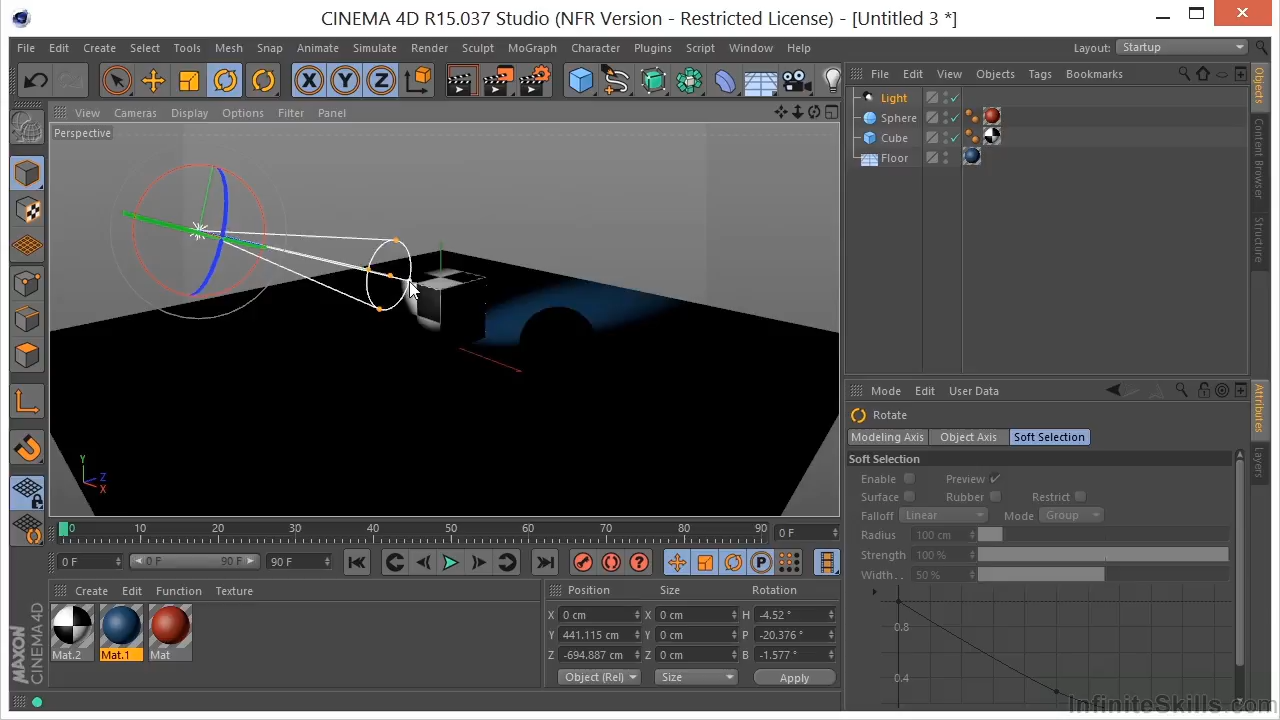 CINEMA 4D R15.037 Studio (NFR Version - Restricted License) - [Untitled 3 *]
File Edit Create Select Tools Mesh Snap Animate Simulate Render Sculpt MoGraph Character Plugins Script Window Help
Layout: Startup
X Y Z
File Edit View Objects Tags Bookmarks
View Cameras Display Options Filter Panel
Perspective
Light
Sphere
Cube
Floor
Objects
Content Browser
Structure
Y
Z
X
Mode Edit User Data
Rotate
Modeling Axis Object Axis Soft Selection
Soft Selection
Enable Preview
Surface Rubber Restrict
Falloff Linear Mode Group
Radius 100 cm
Strength 100 %
Width . . 50 %
0.8
0.4
Attributes
Layers
0 10 20 30 40 50 60 70 80 90 0 F
0 F 0 F 90 F 90 F
P
Create Edit Function Texture
Mat.2 Mat.1 Mat
Position Size Rotation
X 0 cm X 0 cm H -4.52 °
Y 441.115 cm Y 0 cm P -20.376 °
Z -694.887 cm Z 0 cm B -1.577 °
Object (Rel) Size Apply
MAXON
CINEMA 4D
InfiniteSkills.com